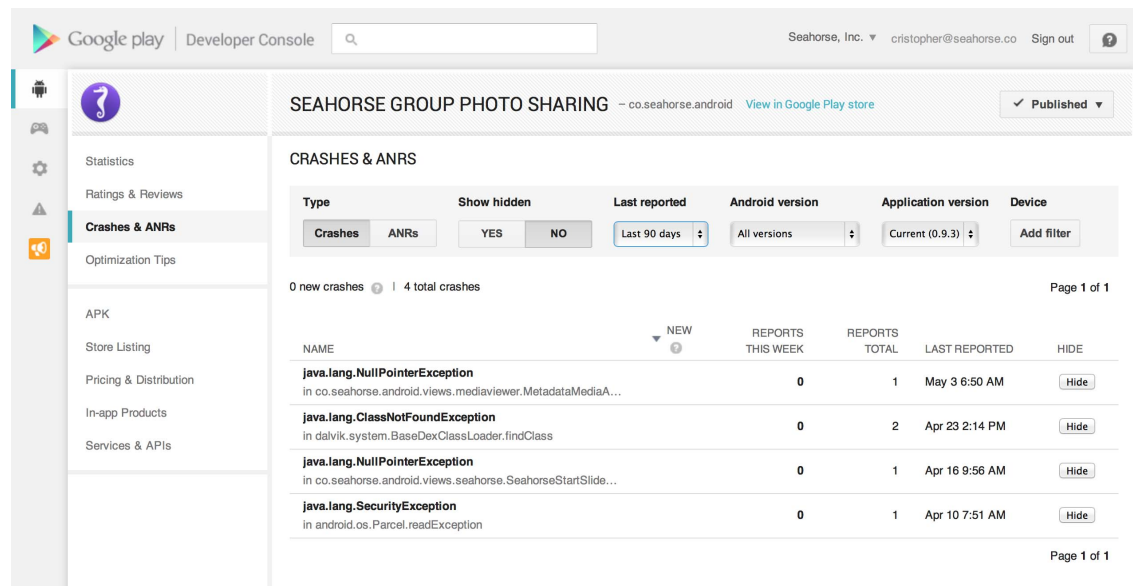 Google play Developer Console
Seahorse, Inc. ▼ cristopher@seahorse.co Sign out
SEAHORSE GROUP PHOTO SHARING – co.seahorse.android View in Google Play store
✓ Published ▼
Statistics
Ratings & Reviews
Crashes & ANRs
Optimization Tips
APK
Store Listing
Pricing & Distribution
In-app Products
Services & APIs
CRASHES & ANRS
Type Show hidden Last reported Android version Application version Device
Crashes ANRs YES NO Last 90 days All versions Current (0.9.3) Add filter
0 new crashes ? | 4 total crashes Page 1 of 1
NEW REPORTS REPORTS
NAME ? THIS WEEK TOTAL LAST REPORTED HIDE
java.lang.NullPointerException
in co.seahorse.android.views.mediaviewer.MetadataMediaA...
0 1 May 3 6:50 AM Hide
java.lang.ClassNotFoundException
in dalvik.system.BaseDexClassLoader.findClass
0 2 Apr 23 2:14 PM Hide
java.lang.NullPointerException
in co.seahorse.android.views.seahorse.SeahorseStartSlide...
0 1 Apr 16 9:56 AM Hide
java.lang.SecurityException
in android.os.Parcel.readException
0 1 Apr 10 7:51 AM Hide
Page 1 of 1